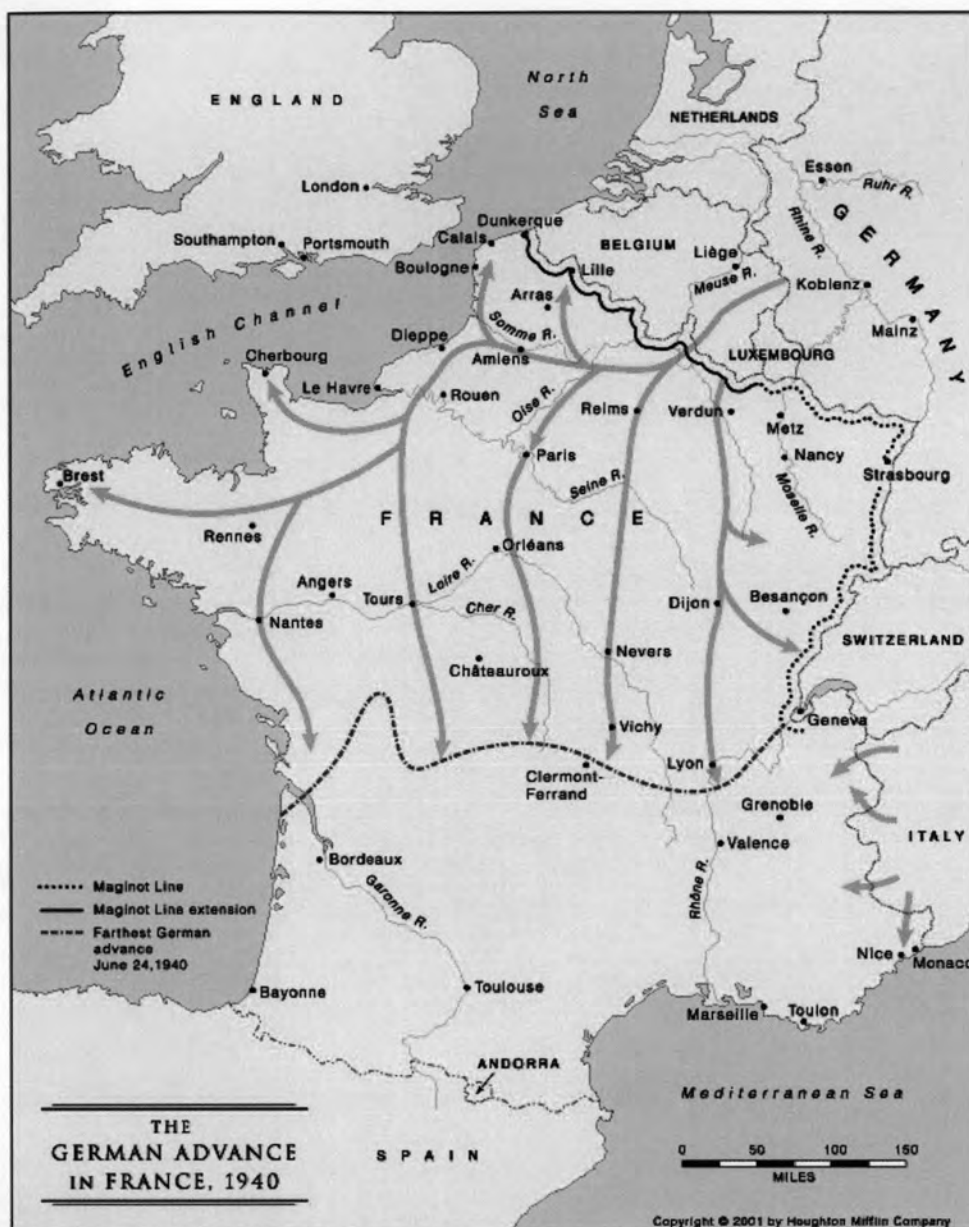 North
Sea
ENGLAND
NETHERLANDS
Essen
Ruhr R.
London
Rhine R.
GERMANY
Dunkerque
Southampton
Portsmouth
Calais
BELGIUM
Liège
Boulogne
Lille
Meuse R.
Koblenz
Arras
English Channel
Somme R.
Mainz
Dieppe
Amiens
LUXEMBOURG
Cherbourg
Le Havre
Rouen
Oise R.
Reims
Verdun
Metz
Paris
Nancy
Strasbourg
Brest
Seine R.
Moselle R.
FRANCE
Rennes
Orléans
Angers
Loire R.
Tours
Cher R.
Dijon
Besançon
Nantes
SWITZERLAND
Nevers
Châteauroux
Atlantic
Ocean
Vichy
Geneva
Lyon
Clermont-
Ferrand
Grenoble
ITALY
Valence
Bordeaux
Garonne R.
Rhône R.
Maginot Line
Maginot Line extension
Farthest German
advance
June 24,1940
Nice
Monaco
Bayonne
Toulouse
Marseille
Toulon
ANDORRA
Mediterranean Sea
THE
GERMAN ADVANCE
IN FRANCE, 1940
SPAIN
0 50 100 150
MILES
Copyright © 2001 by Houghton Mifflin Company